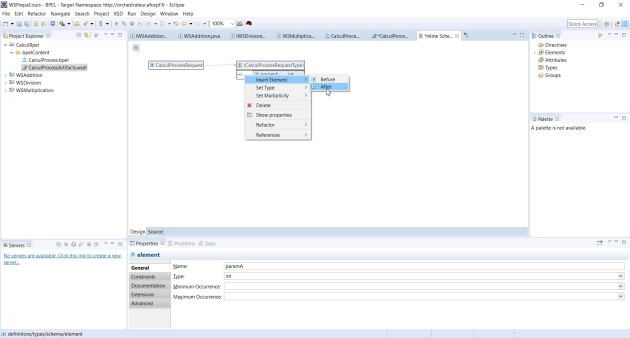 WSPrepaCours - BPEL - Target Namespace: http://orchestrateur.afcepf.fr - Eclipse
File Edit Refactor Navigate Search Project XSD Run Design Window Help
100%
Quick Access
Project Explorer
IWSAddition...
WSAddition.java
IWSDivision...
WSMultiplica...
CalculProce...
*CalculProce...
*Inline Sche...
Outline
CalculBpel
bpelContent
CalculProcess.bpel
CalculProcessArtifacts.wsdl
WSAddition
WSDivision
WSMultiplication
CalculProcessRequest
(CalculProcessRequestType)
Insert Element
Before
Set Type
After
Set Multiplicity
Delete
Show properties
Refactor
References
Directives
Elements
Attributes
Types
Groups
Palette
A palette is not available.
Design Source
Servers
No servers are available. Click this link to create a new server...
Properties
Problems
Tasks
element
General
Name:
paramA
Constraints
Type:
int
Documentation
Minimum Occurrence:
Extensions
Maximum Occurrence:
Advanced
definitions/types/schema/element